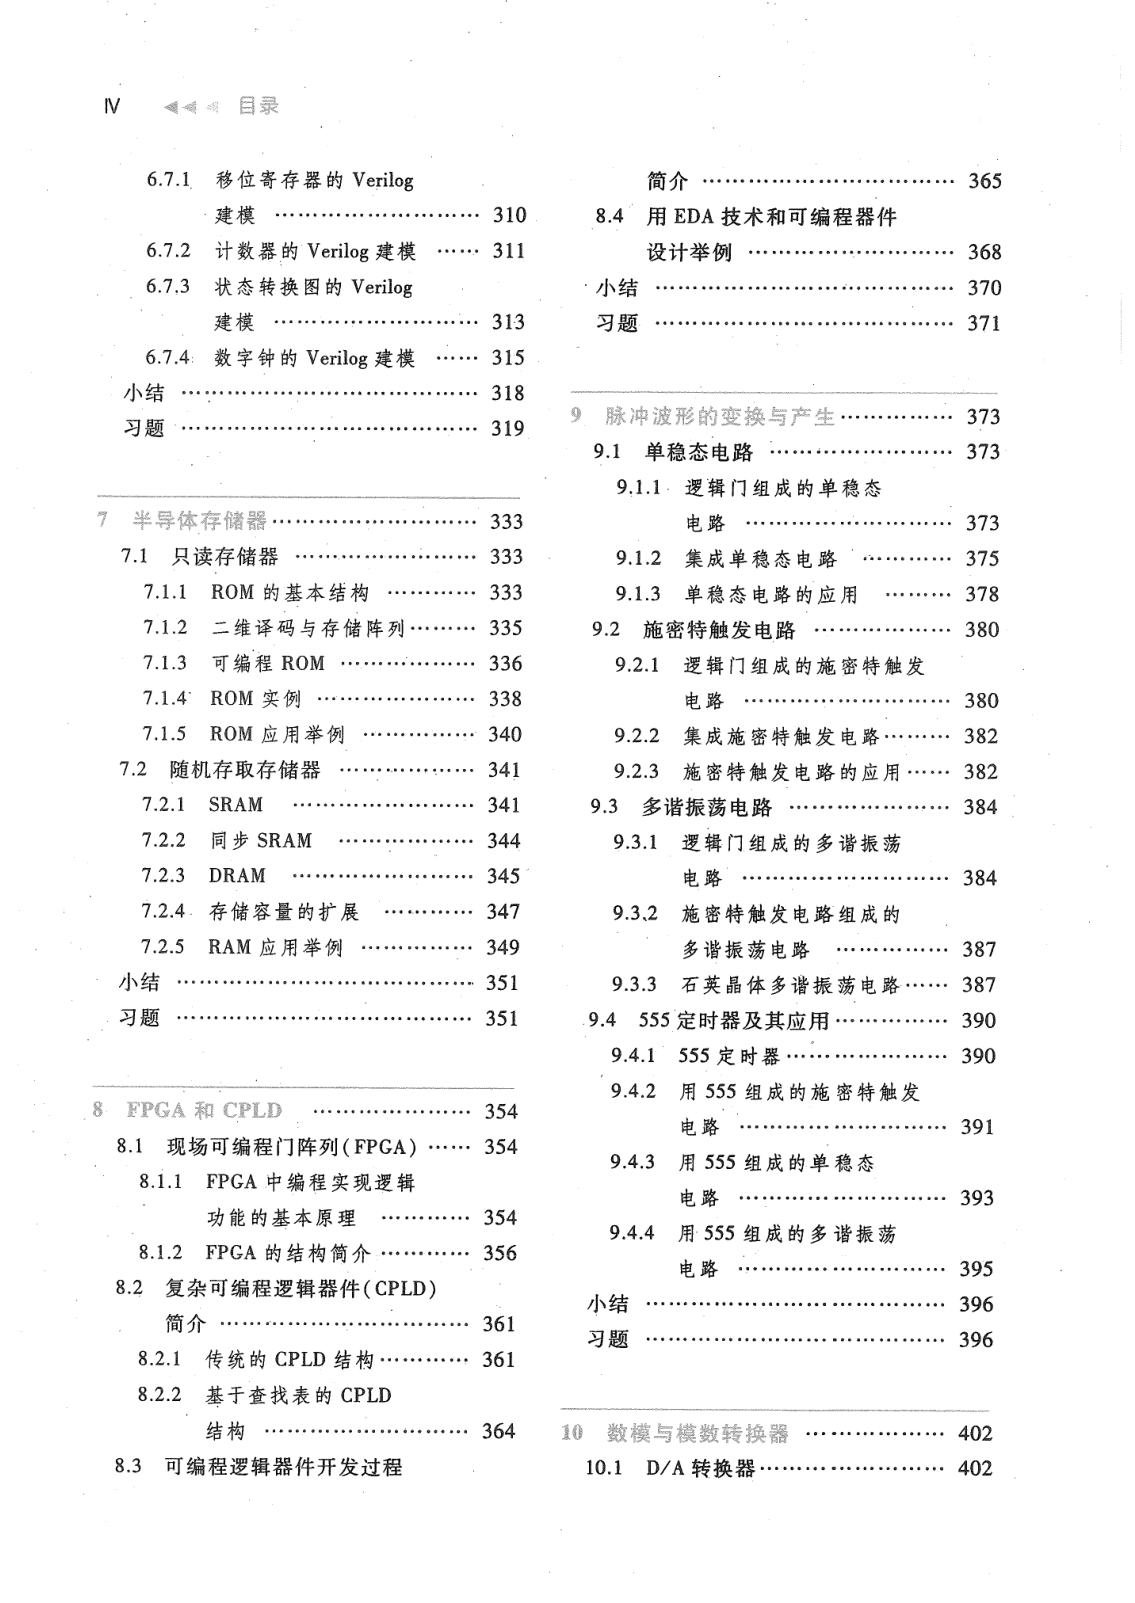 IV 目录
6.7.1 移位寄存器的 Verilog
建模 ………………………… 310
6.7.2 计数器的 Verilog 建模 …… 311
6.7.3 状态转换图的 Verilog
建模 ………………………… 313
6.7.4 数字钟的 Verilog 建模 …… 315
小结 …………………………………… 318
习题 …………………………………… 319
7 半导体存储器 ………………………… 333
7.1 只读存储器 ……………………… 333
7.1.1 ROM 的基本结构 ………… 333
7.1.2 二维译码与存储阵列 ……… 335
7.1.3 可编程 ROM ……………… 336
7.1.4 ROM 实例 ………………… 338
7.1.5 ROM 应用举例 …………… 340
7.2 随机存取存储器 ……………… 341
7.2.1 SRAM …………………… 341
7.2.2 同步 SRAM ……………… 344
7.2.3 DRAM …………………… 345
7.2.4 存储容量的扩展 ………… 347
7.2.5 RAM 应用举例 …………… 349
小结 …………………………………… 351
习题 …………………………………… 351
8 FPGA 和 CPLD ………………… 354
8.1 现场可编程门阵列(FPGA) …… 354
8.1.1 FPGA 中编程实现逻辑
功能的基本原理 ………… 354
8.1.2 FPGA 的结构简介 ………… 356
8.2 复杂可编程逻辑器件(CPLD)
简介 ……………………………… 361
8.2.1 传统的 CPLD 结构 ………… 361
8.2.2 基于查找表的 CPLD
结构 ………………………… 364
8.3 可编程逻辑器件开发过程
简介 ……………………………… 365
8.4 用 EDA 技术和可编程器件
设计举例 ………………………… 368
小结 …………………………………… 370
习题 …………………………………… 371
9 脉冲波形的变换与产生 …………… 373
9.1 单稳态电路 ……………………… 373
9.1.1 逻辑门组成的单稳态
电路 ………………………… 373
9.1.2 集成单稳态电路 ………… 375
9.1.3 单稳态电路的应用 ……… 378
9.2 施密特触发电路 ……………… 380
9.2.1 逻辑门组成的施密特触发
电路 ………………………… 380
9.2.2 集成施密特触发电路 ……… 382
9.2.3 施密特触发电路的应用 …… 382
9.3 多谐振荡电路 ………………… 384
9.3.1 逻辑门组成的多谐振荡
电路 ………………………… 384
9.3.2 施密特触发电路组成的
多谐振荡电路 …………… 387
9.3.3 石英晶体多谐振荡电路 …… 387
9.4 555 定时器及其应用 …………… 390
9.4.1 555 定时器 ………………… 390
9.4.2 用 555 组成的施密特触发
电路 ………………………… 391
9.4.3 用 555 组成的单稳态
电路 ………………………… 393
9.4.4 用 555 组成的多谐振荡
电路 ………………………… 395
小结 …………………………………… 396
习题 …………………………………… 396
10 数模与模数转换器 ……………… 402
10.1 D/A 转换器 ……………………… 402